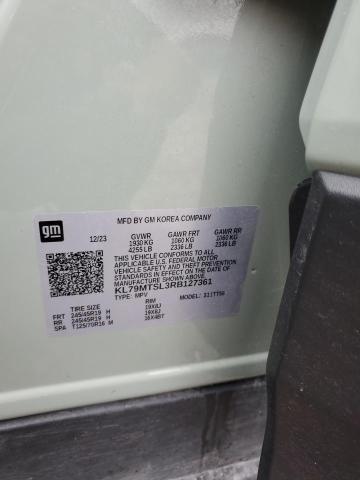 MFD BY GM KOREA COMPANY
gm
12/23 GVWR GAWR FRT GAWR RR
1930 KG 1060 KG 1060 KG
4255 LB 2336 LB 2336 LB
THIS VEHICLE CONFORMS TO ALL
APPLICABLE U.S. FEDERAL MOTOR
VEHICLE SAFETY AND THEFT
PREVENTION STANDARDS IN EFFECT
ON THE DATE OF MANUFACTURE
SHOWN ABOVE.
KL79MTSL3RB127361
TYPE: MPV MODEL:
TIRE SIZE RIM
FRT 245/45R19 H 19X8J
RR 245/45R19 H 19X8J
SPA T125/70R16 M 16X4BT